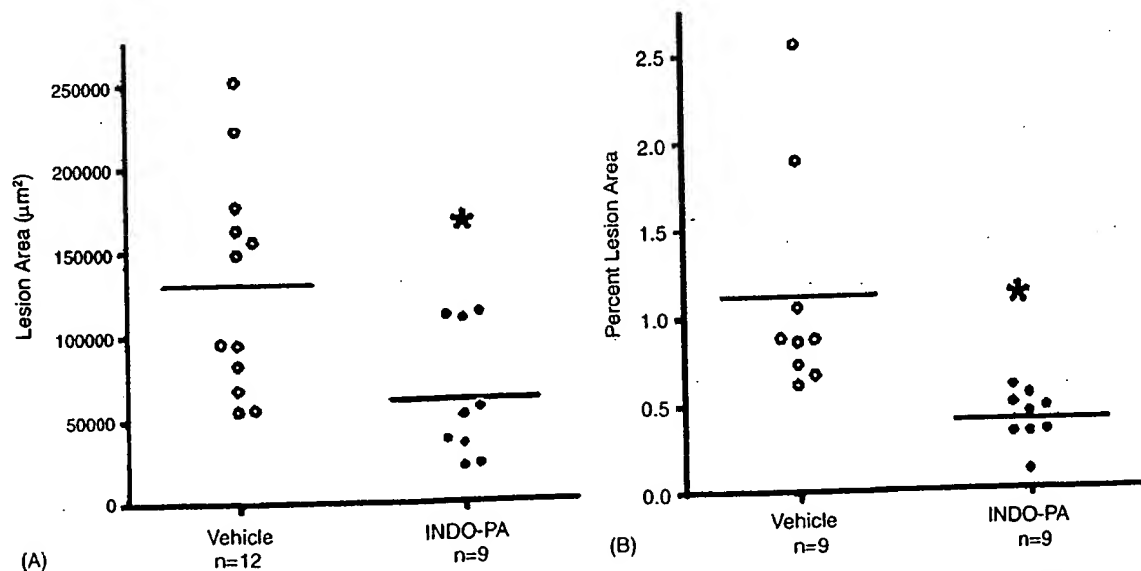 Lesion Area (µm²)
250000
200000
150000
100000
50000
0
*
Vehicle
n=12
INDO-PA
n=9
(A)
Percent Lesion Area
2.5
2.0
1.5
1.0
0.5
0.0
*
Vehicle
n=9
INDO-PA
n=9
(B)